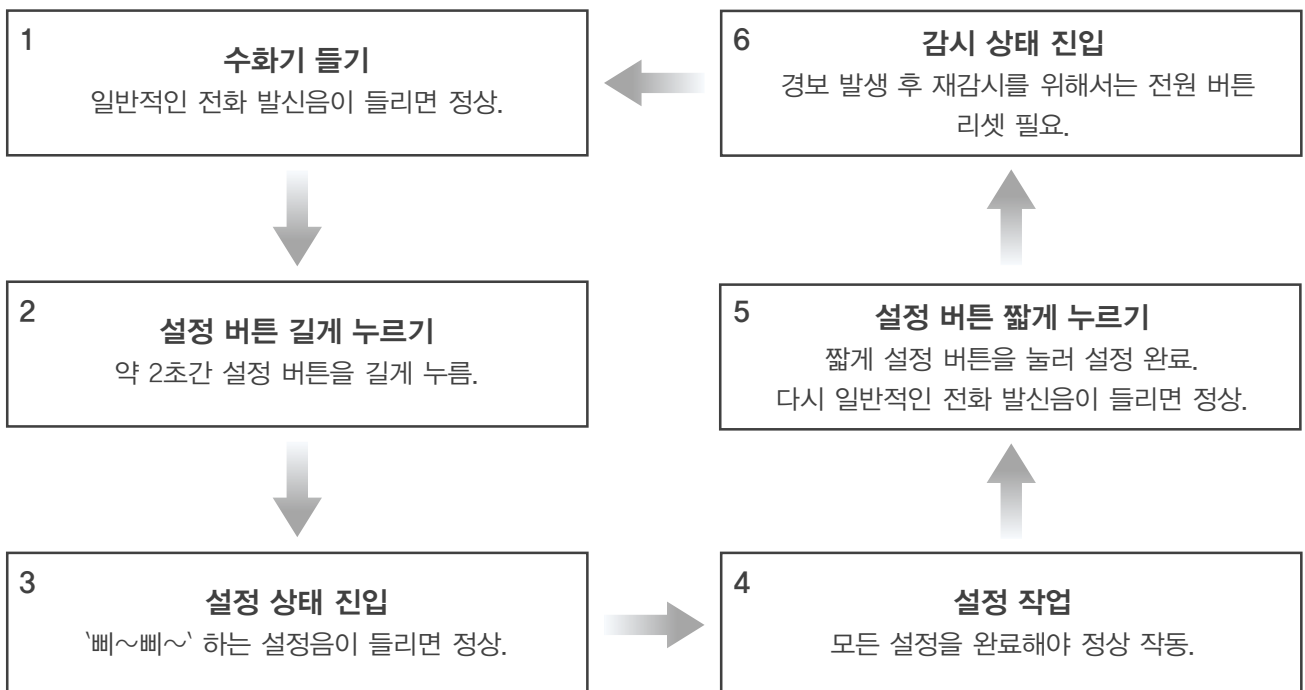 1
수화기 들기
일반적인 전화 발신음이 들리면 정상.
2
설정 버튼 길게 누르기
약 2초간 설정 버튼을 길게 누름.
3
설정 상태 진입
‵삐～삐～‵ 하는 설정음이 들리면 정상.
4
설정 작업
모든 설정을 완료해야 정상 작동.
5
설정 버튼 짧게 누르기
짧게 설정 버튼을 눌러 설정 완료.
다시 일반적인 전화 발신음이 들리면 정상.
6
감시 상태 진입
경보 발생 후 재감시를 위해서는 전원 버튼
리셋 필요.